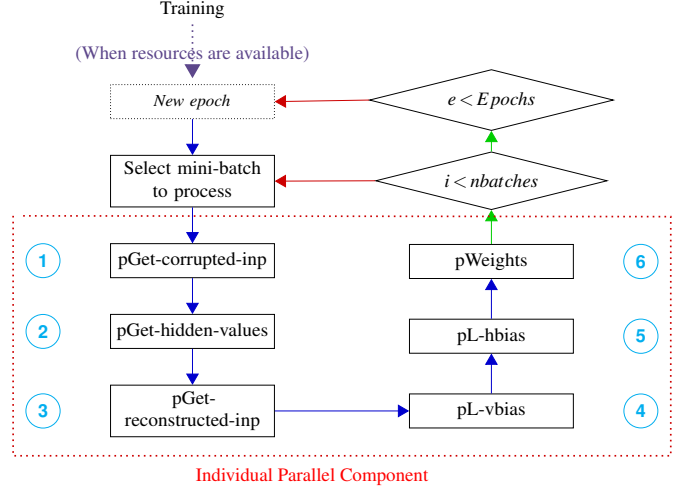 Training
(When resources are available)
New epoch
e < Epochs
Select mini-batch
to process
i < nbatches
1
pGet-corrupted-inp
pWeights
6
2
pGet-hidden-values
pL-hbias
5
3
pGet-
reconstructed-inp
pL-vbias
4
Individual Parallel Component